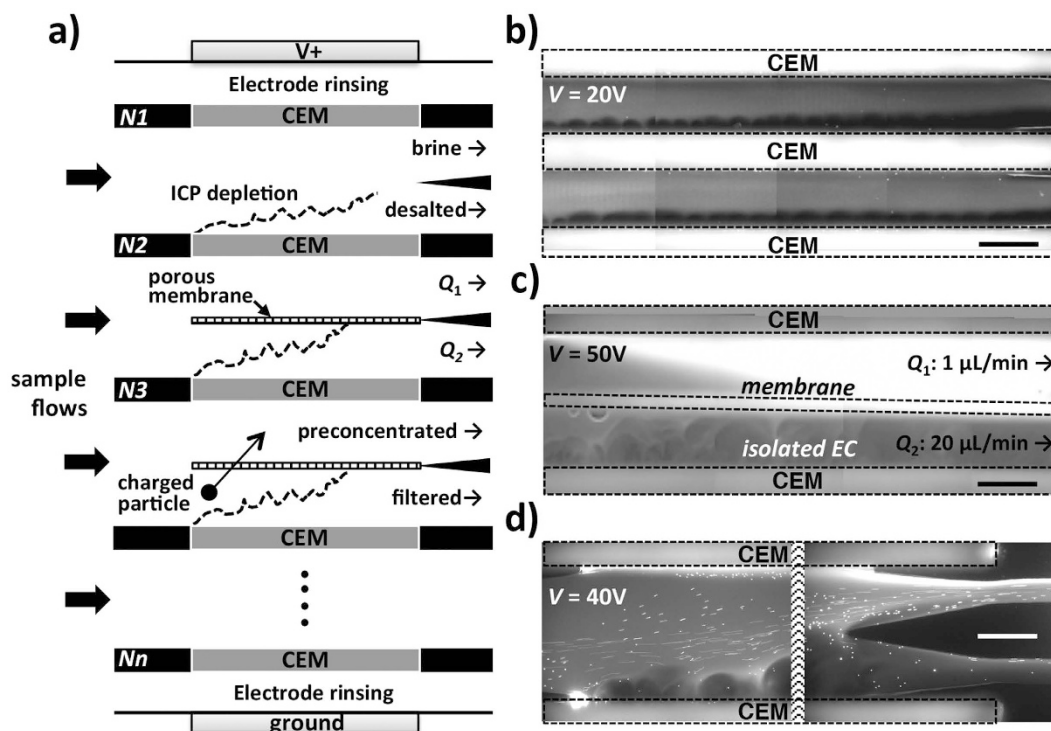 a)
V+
Electrode rinsing
N1
CEM
brine →
ICP depletion
desalted→
N2
CEM
porous
membrane
Q₁ →
Q₂ →
N3
CEM
sample
flows
preconcentrated →
charged
particle
filtered→
CEM
Nn
CEM
Electrode rinsing
ground
b)
CEM
V = 20V
CEM
CEM
c)
CEM
V = 50V
Q₁: 1 µL/min →
membrane
isolated EC
Q₂: 20 µL/min→
CEM
d)
CEM
V = 40V
CEM